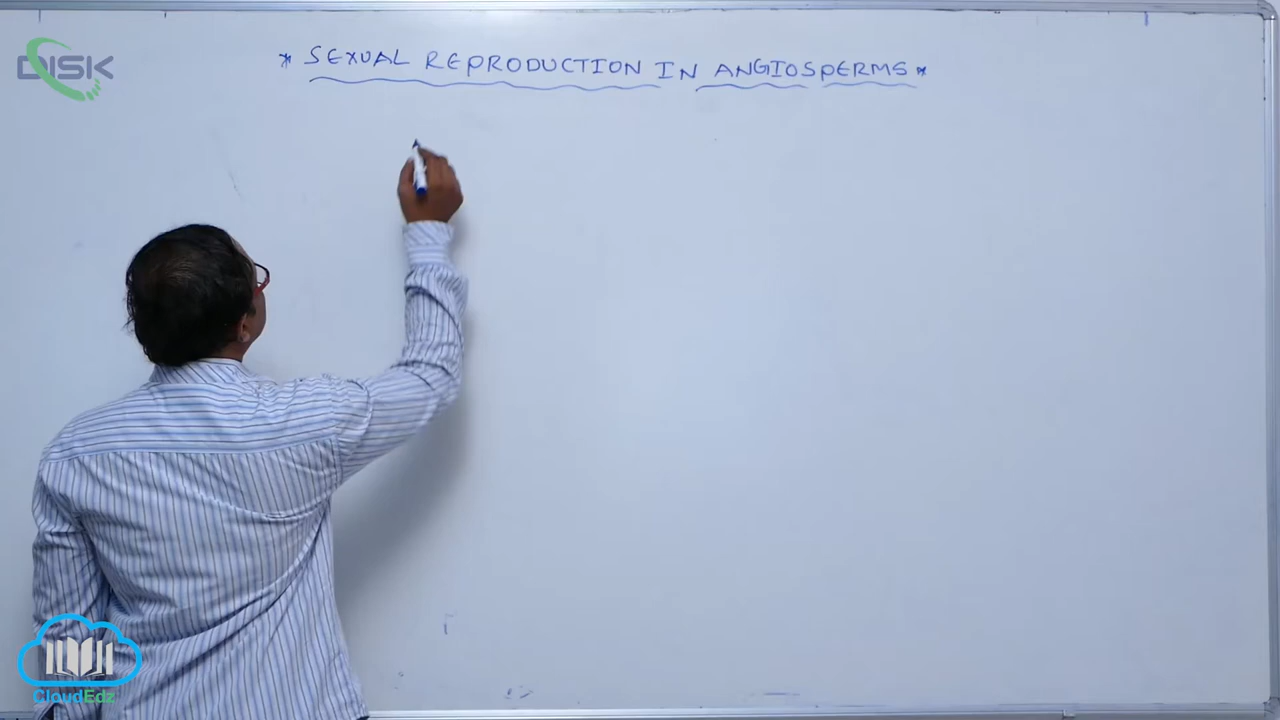 DISK
* SEXUAL REPRODUCTION IN ANGIOSPERMS *
CloudEdz